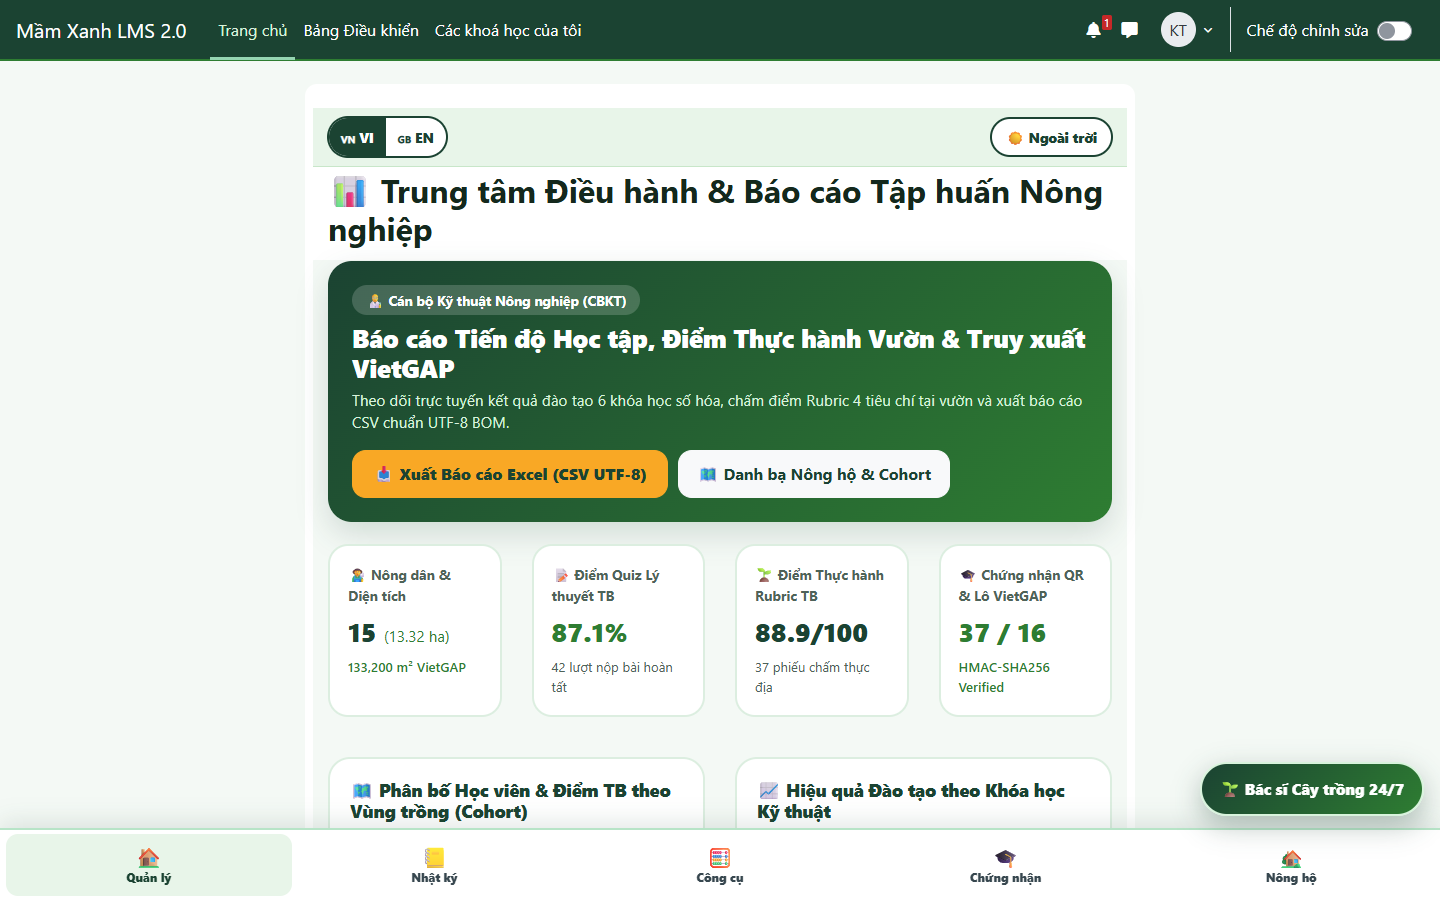 Mầm Xanh LMS 2.0
Trang chủ
Bảng Điều khiển
Các khoá học của tôi
1
KT
Chế độ chỉnh sửa
VN VI
GB EN
Ngoài trời
Trung tâm Điều hành & Báo cáo Tập huấn Nông
nghiệp
Cán bộ Kỹ thuật Nông nghiệp (CBKT)
Báo cáo Tiến độ Học tập, Điểm Thực hành Vườn & Truy xuất
VietGAP
Theo dõi trực tuyến kết quả đào tạo 6 khóa học số hóa, chấm điểm Rubric 4 tiêu chí tại vườn và xuất báo cáo
CSV chuẩn UTF-8 BOM.
Xuất Báo cáo Excel (CSV UTF-8)
Danh bạ Nông hộ & Cohort
Nông dân &
Diện tích
15 (13.32 ha)
133,200 m² VietGAP
Điểm Quiz Lý
thuyết TB
87.1%
42 lượt nộp bài hoàn
tất
Điểm Thực hành
Rubric TB
88.9/100
37 phiếu chấm thực
địa
Chứng nhận QR
& Lô VietGAP
37 / 16
HMAC-SHA256
Verified
Phân bố Học viên & Điểm TB theo
Vùng trồng (Cohort)
Hiệu quả Đào tạo theo Khóa học
Kỹ thuật
Bác sĩ Cây trồng 24/7
Quản lý
Nhật ký
Công cụ
Chứng nhận
Nông hộ